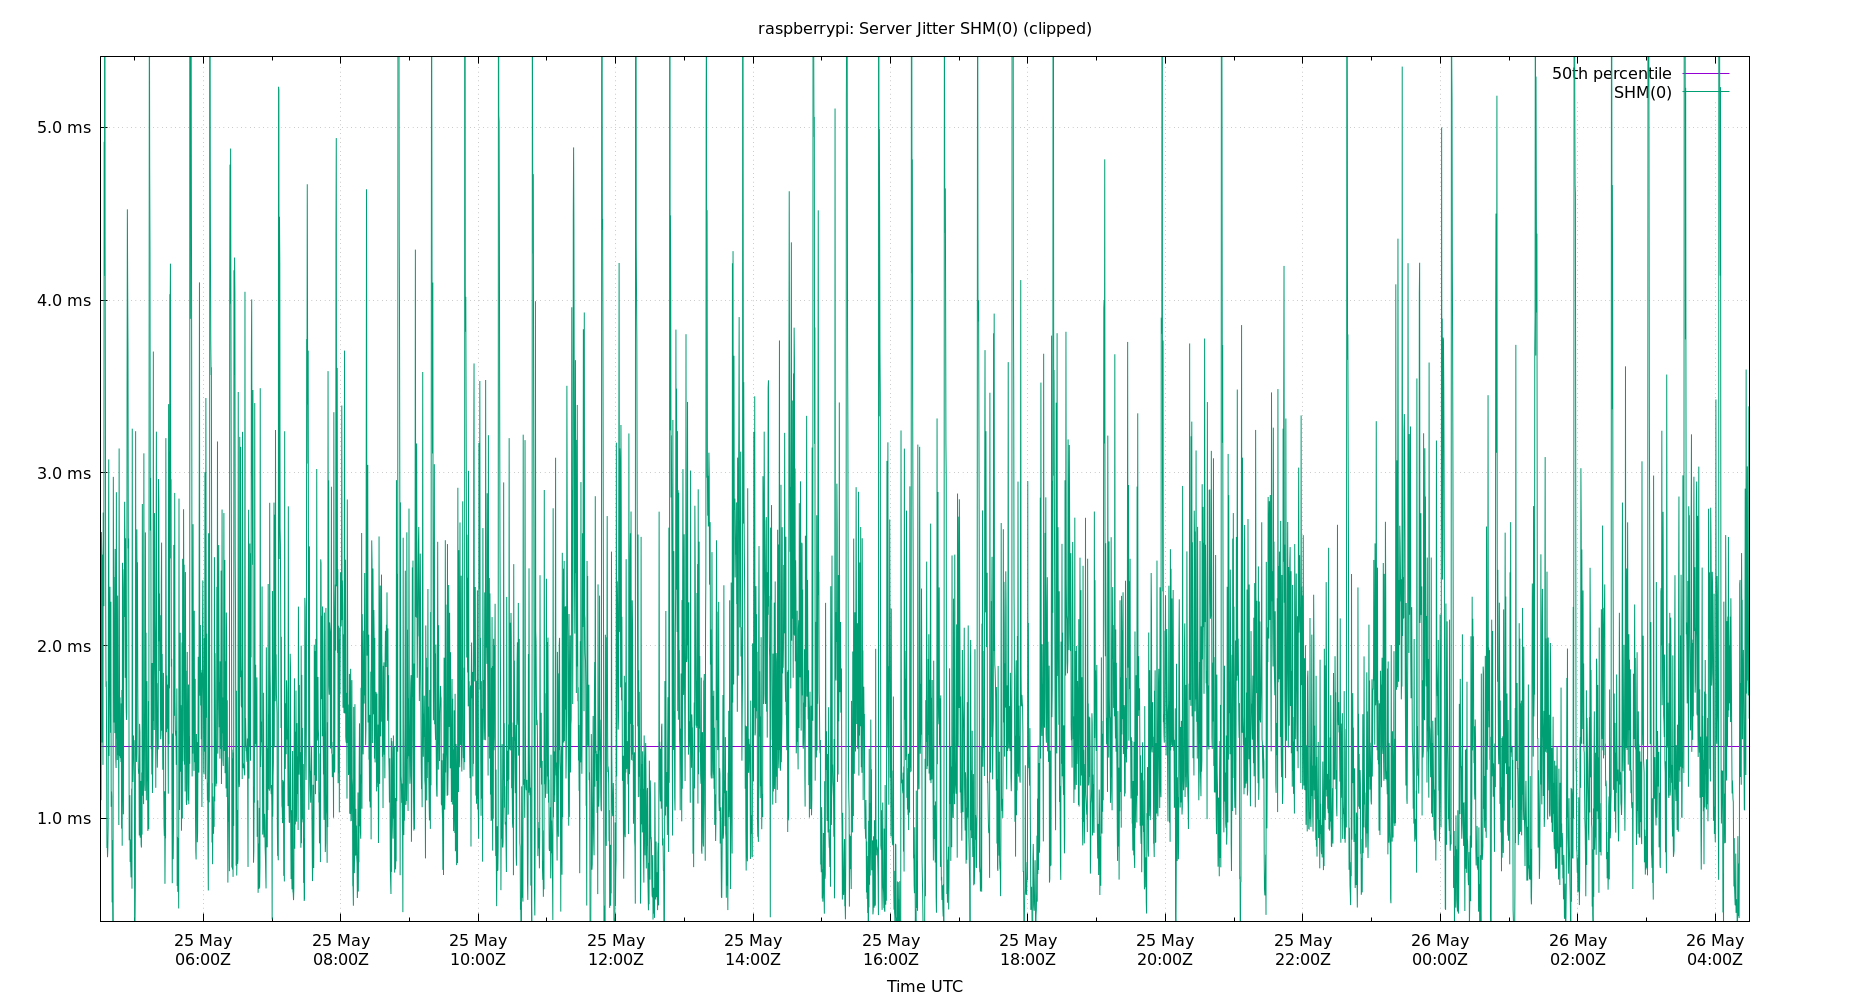 raspberrypi: Server Jitter SHM(0) (clipped)
50th percentile
SHM(0)
5.0 ms
4.0 ms
3.0 ms
2.0 ms
1.0 ms
25 May 25 May 25 May 25 May 25 May 25 May 25 May 25 May 25 May 26 May 26 May 26 May
06:00Z 08:00Z 10:00Z 12:00Z 14:00Z 16:00Z 18:00Z 20:00Z 22:00Z 00:00Z 02:00Z 04:00Z
Time UTC